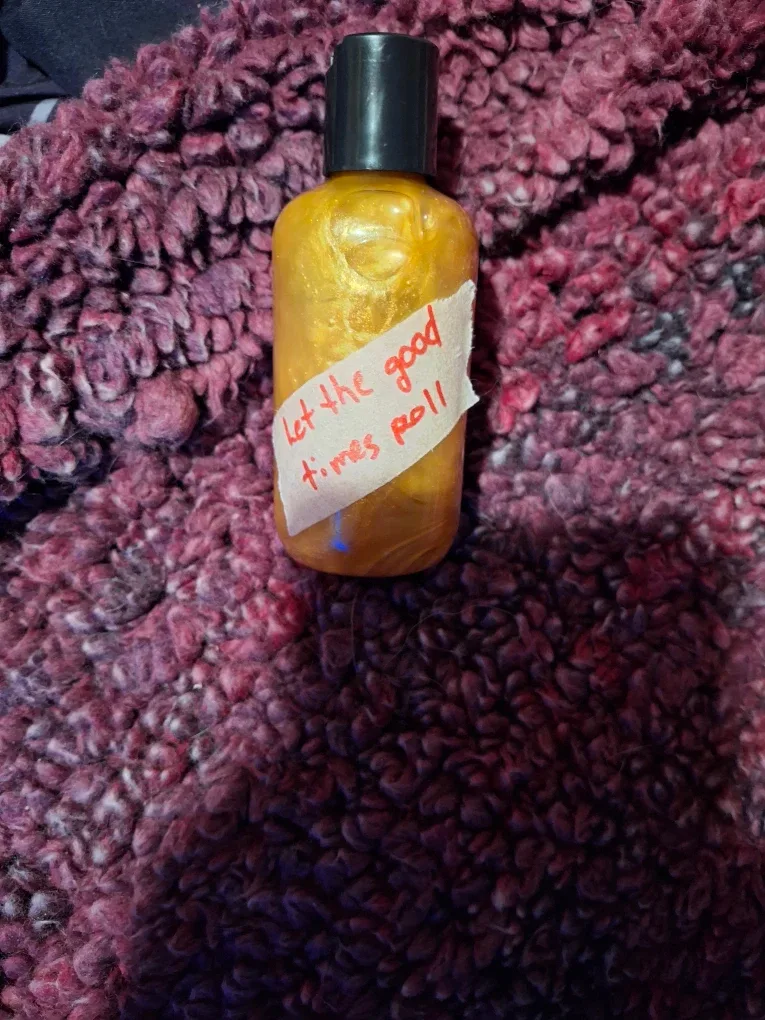 Let the good
times roll